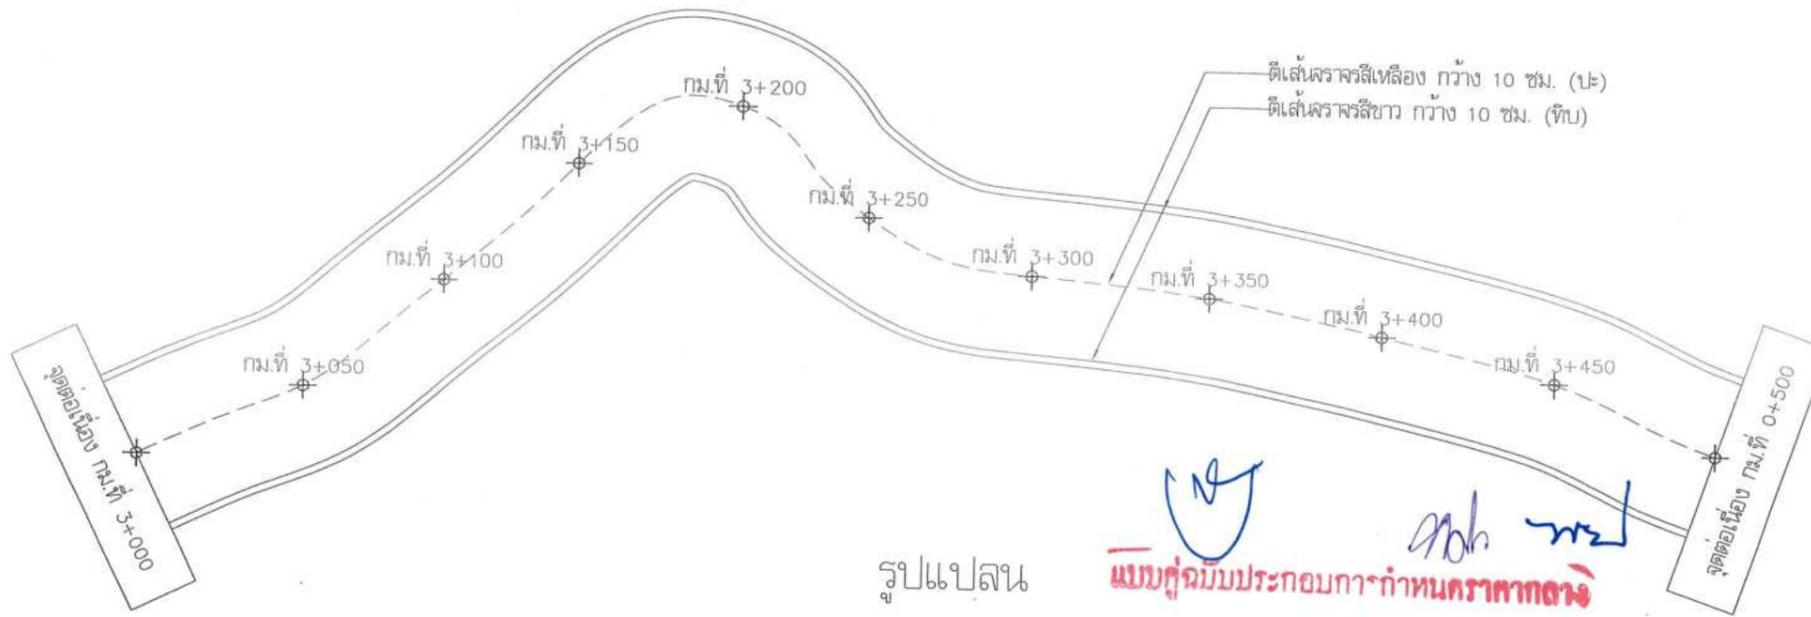 ตีเส้นจราจรสีเหลือง กว้าง 10 ซม. (ปะ)
ตีเส้นจราจรสีขาว กว้าง 10 ซม. (ทึบ)
กม.ที่ 3+200
กม.ที่ 3+150
กม.ที่ 3+250
กม.ที่ 3+100
กม.ที่ 3+300
กม.ที่ 3+350
กม.ที่ 3+400
กม.ที่ 3+050
กม.ที่ 3+450
จุดต่อเนื่อง กม.ที่ 3+000
จุดต่อเนื่อง กม.ที่ 0+500
รูปแปลน
แบบคู่ฉบับประกอบการกำหนดราคากลาง